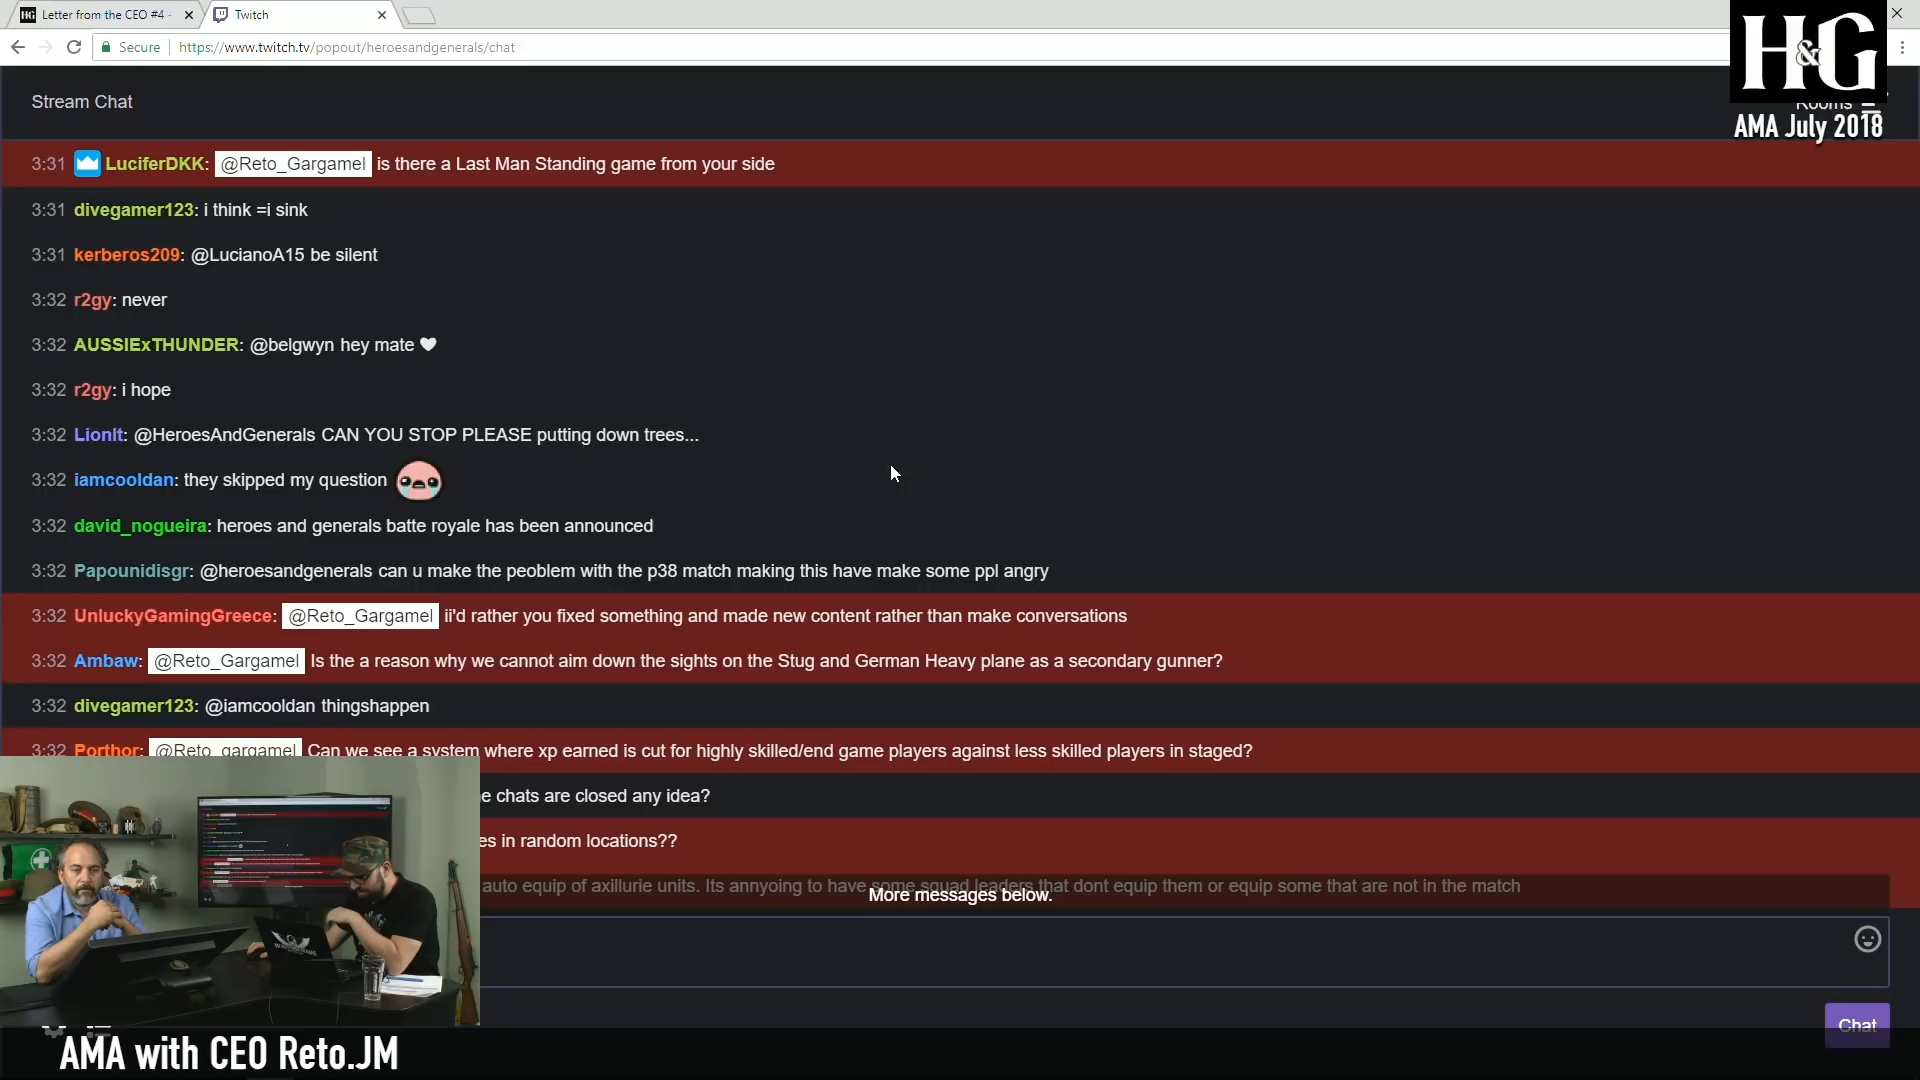 Letter from the CEO #4 -
Twitch
Secure
https://www.twitch.tv/popout/heroesandgenerals/chat
H&G
AMA July 2018
Stream Chat
Rooms
3:31 LuciferDKK: @Reto_Gargamel is there a Last Man Standing game from your side
3:31 divegamer123: i think =i sink
3:31 kerberos209: @LucianoA15 be silent
3:32 r2gy: never
3:32 AUSSIExTHUNDER: @belgwyn hey mate 🤍
3:32 r2gy: i hope
3:32 LionIt: @HeroesAndGenerals CAN YOU STOP PLEASE putting down trees...
3:32 iamcooldan: they skipped my question
3:32 david_nogueira: heroes and generals batte royale has been announced
3:32 Papounidisgr: @heroesandgenerals can u make the peoblem with the p38 match making this have make some ppl angry
3:32 UnluckyGamingGreece: @Reto_Gargamel ii'd rather you fixed something and made new content rather than make conversations
3:32 Ambaw: @Reto_Gargamel Is the a reason why we cannot aim down the sights on the Stug and German Heavy plane as a secondary gunner?
3:32 divegamer123: @iamcooldan thingshappen
3:32 Porthor: @Reto_gargamel Can we see a system where xp earned is cut for highly skilled/end game players against less skilled players in staged?
e chats are closed any idea?
es in random locations??
auto equip of axillurie units. Its annyoing to have some squad leaders that dont equip them or equip some that are not in the match
More messages below.
Chat
AMA with CEO Reto.JM